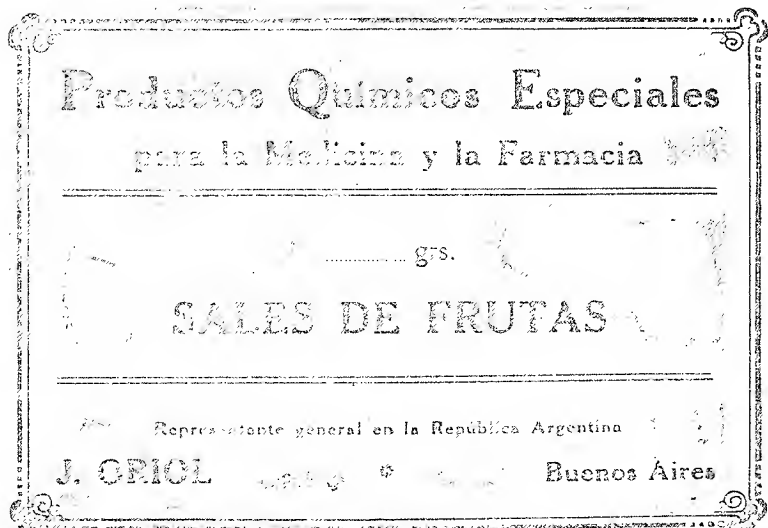 Productos Químicos Especiales
para la Medicina y la Farmacia
............... grs.
SALES DE FRUTAS
Representante general en la República Argentina
J. ORIOL Buenos Aires